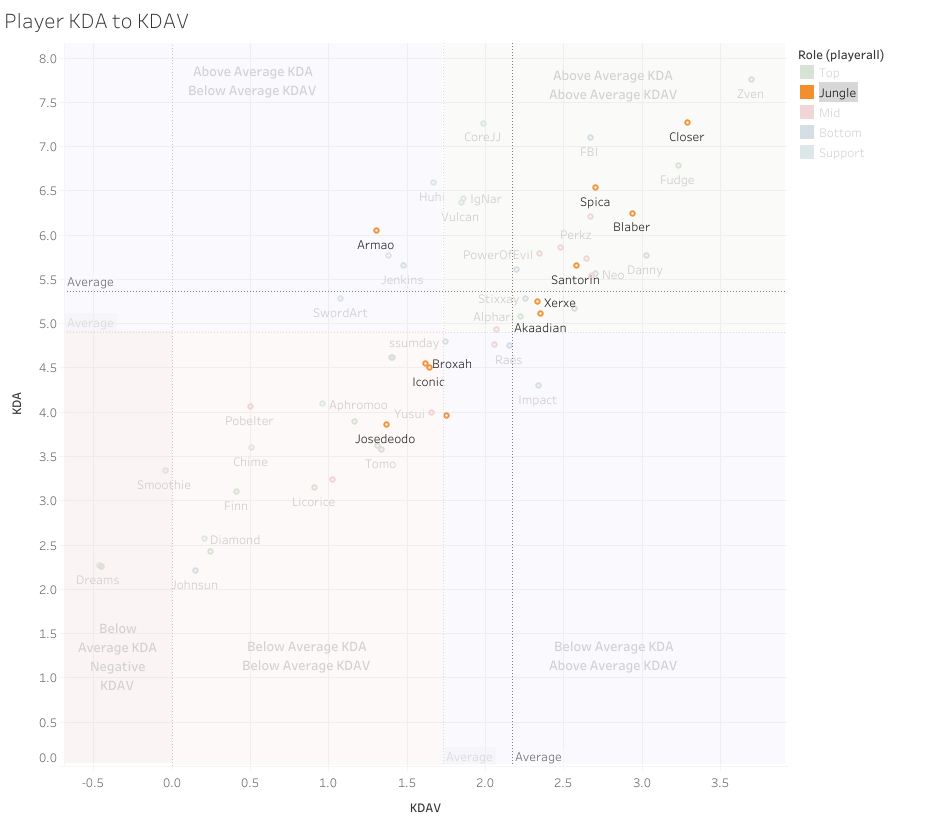 Player KDA to KDAV
Role (playerall)
Top
Jungle
Mid
Bottom
Support
8.0
7.5
7.0
6.5
6.0
5.5
5.0
4.5
4.0
3.5
3.0
2.5
2.0
1.5
1.0
0.5
0.0
KDA
Above Average KDA
Below Average KDAV
Above Average KDA
Above Average KDAV
Zven
CoreJJ
Closer
FBI
Fudge
Huhi
IgNar
Spica
Vulcan
Blaber
Perkz
Armao
PowerOfEvil
Danny
Neo
Jenkins
Santorin
Average
Stixxay
Xerxe
SwordArt
Alphari
Average
Akaadian
ssumday
Raes
Broxah
Iconic
Impact
Aphromoo
Yusui
Pobelter
Josedeodo
Chime
Tomo
Smoothie
Licorice
Finn
Diamond
Dreams
Johnsun
Below
Average KDA
Negative
KDAV
Below Average KDA
Below Average KDAV
Below Average KDA
Above Average KDAV
Average
Average
-0.5
0.0
0.5
1.0
1.5
2.0
2.5
3.0
3.5
KDAV